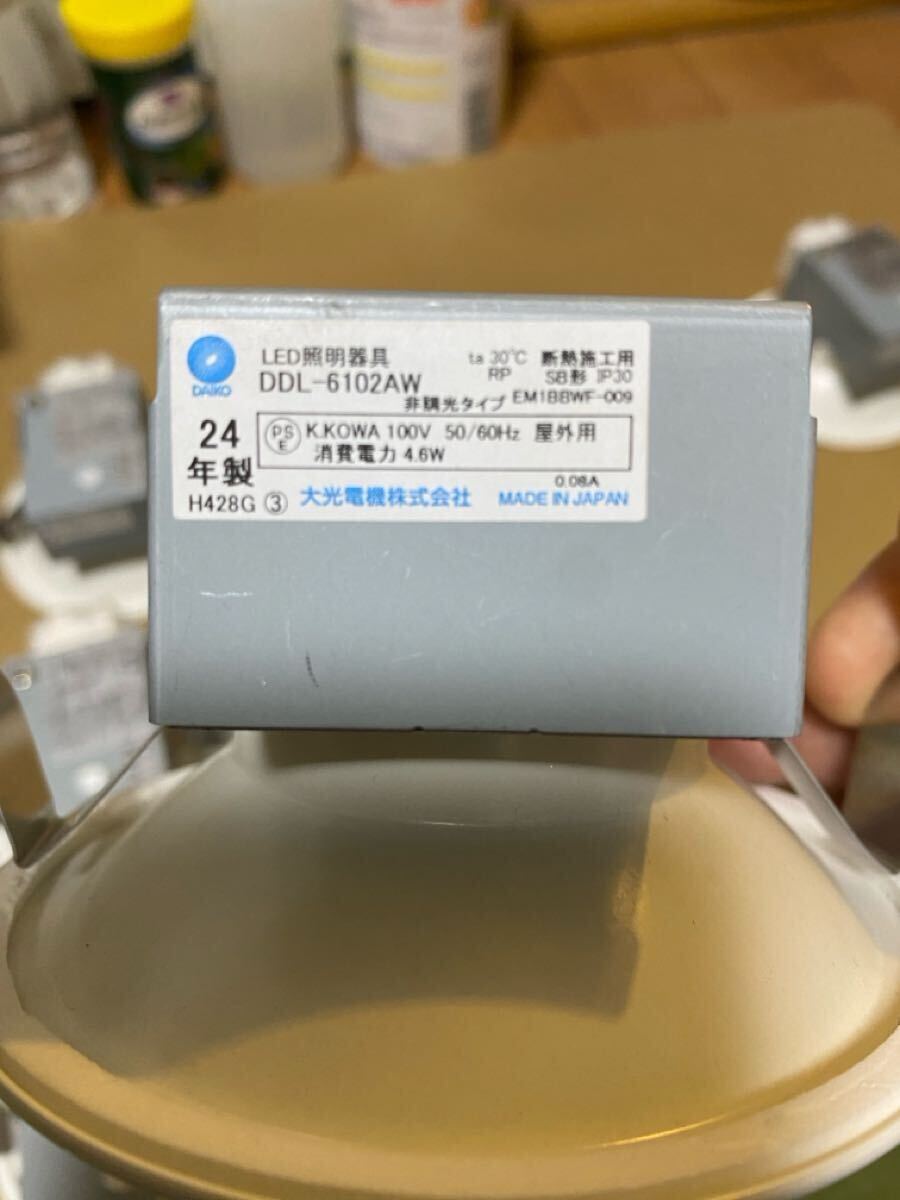 DAIKO
LED照明器具
DDL-6102AW
ta 30℃ 断熱施工用
RP SB形 IP30
非調光タイプ EM188WF-009
24
年製
PS
E
K.KOWA 100V 50/60Hz 屋外用
消費電力 4.6W
0.08A
H428G ③ 大光電機株式会社 MADE IN JAPAN